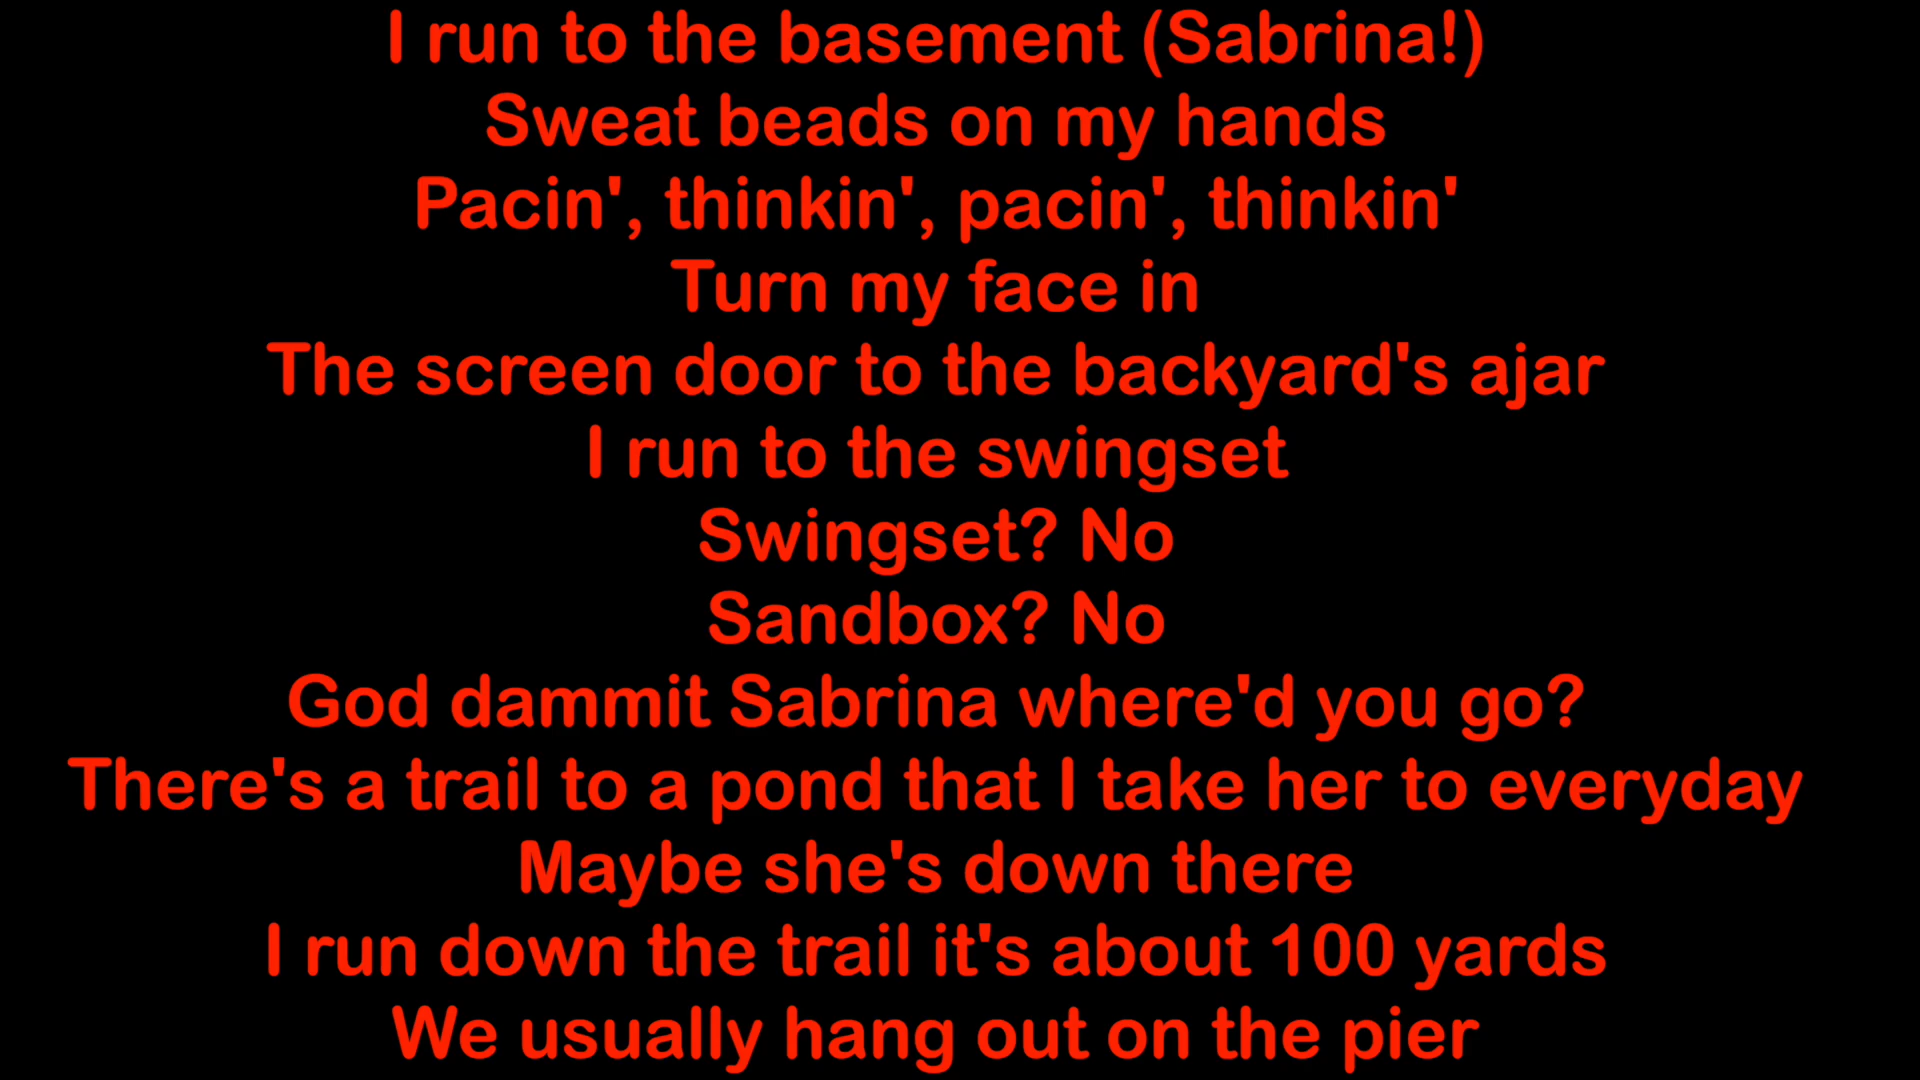 I run to the basement (Sabrina!)
Sweat beads on my hands
Pacin', thinkin', pacin', thinkin'
Turn my face in
The screen door to the backyard's ajar
I run to the swingset
Swingset? No
Sandbox? No
God dammit Sabrina where'd you go?
There's a trail to a pond that I take her to everyday
Maybe she's down there
I run down the trail it's about 100 yards
We usually hang out on the pier